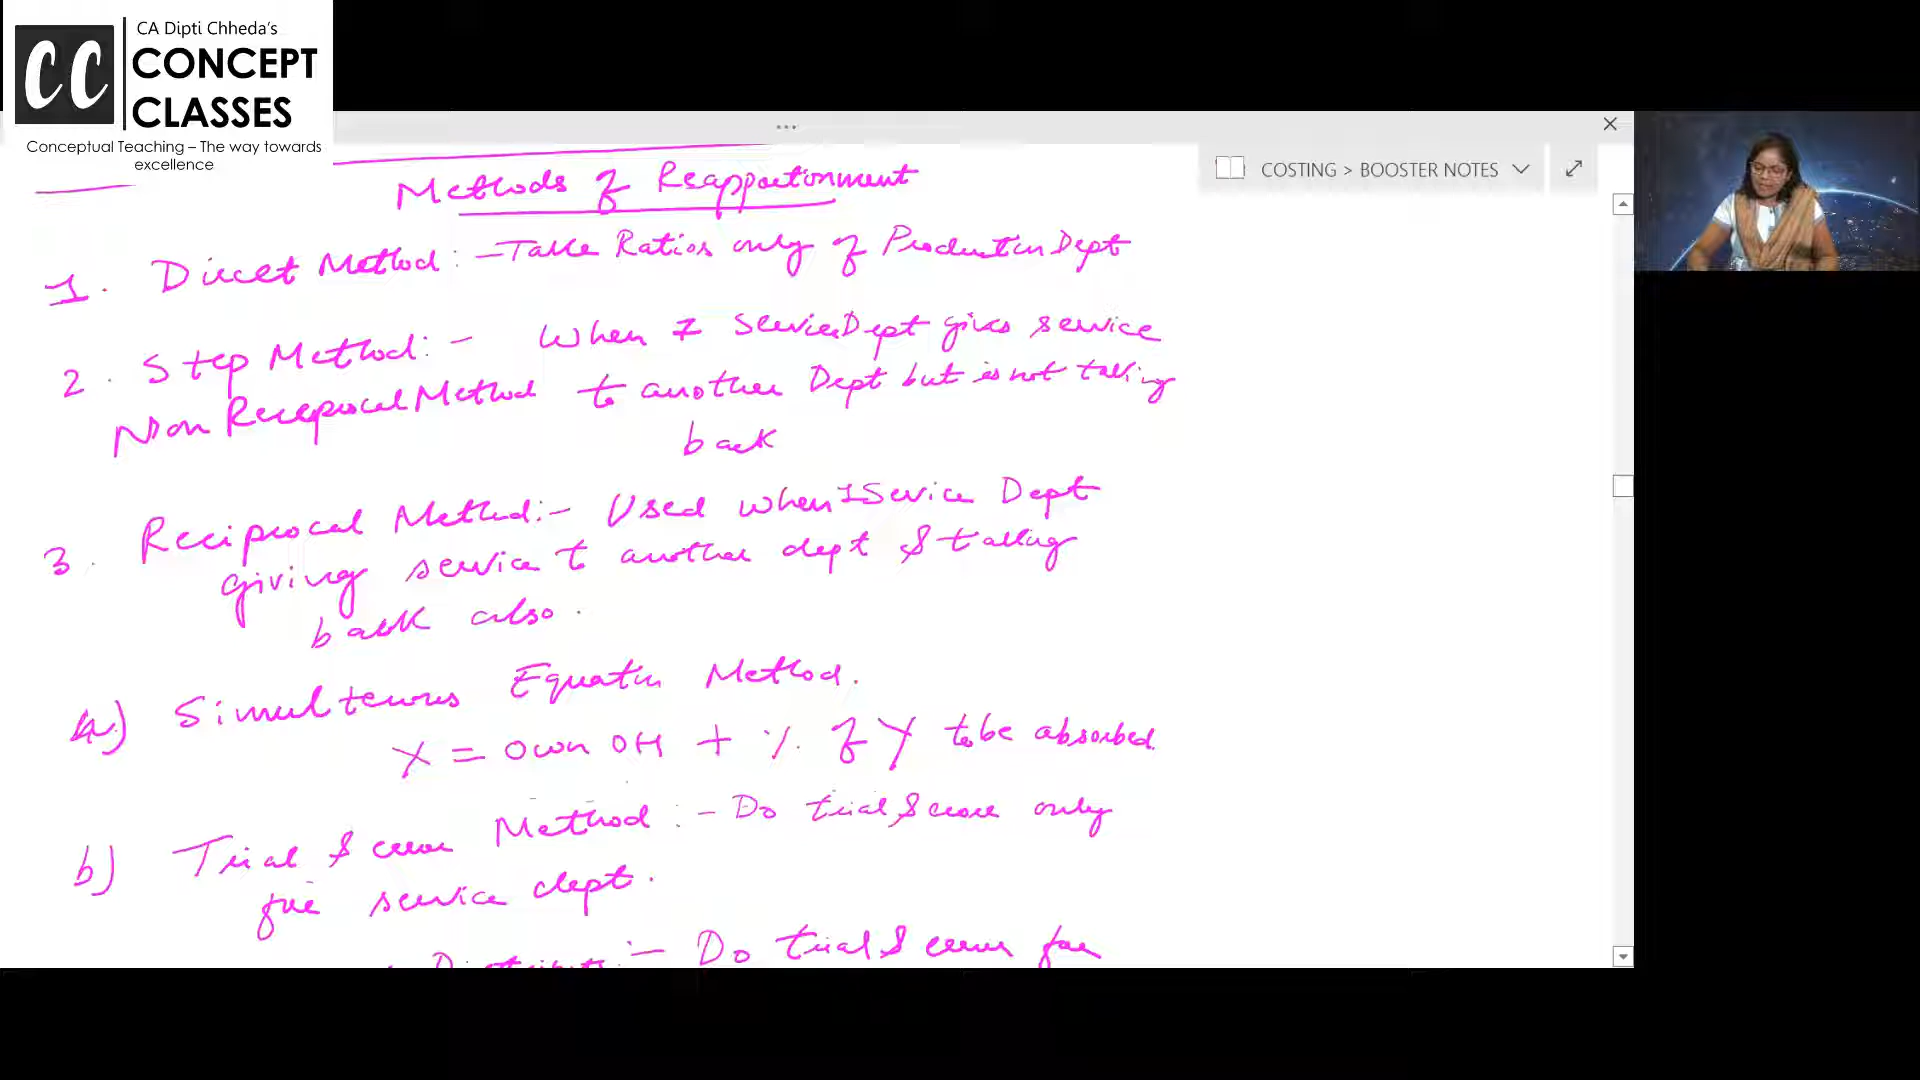 CA Dipti Chheda's
CC
CONCEPT
CLASSES
Conceptual Teaching – The way towards
excellence
COSTING > BOOSTER NOTES
Methods of Reapportionment
1. Direct Method :- Take Ratios only of Production Dept
2. Step Method :- When 1 Service Dept gives service
Non Reciprocal Method to another Dept but is not taking
back
3. Reciprocal Method :- Used when 1 Service Dept
giving service to another dept & taking
back also.
a) Simultenus Equation Method.
X = Own OH + % of Y to be absorbed.
b) Trial & error Method :- Do trial & error only
for service dept.
:- Do trial & error for